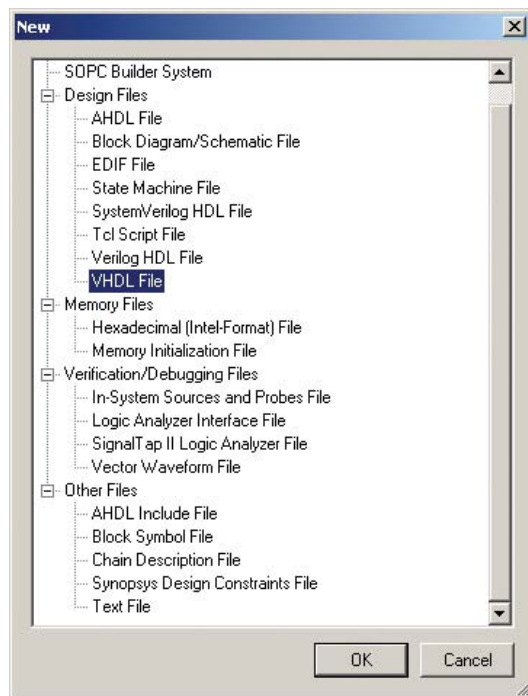 New
SOPC Builder System
Design Files
AHDL File
Block Diagram/Schematic File
EDIF File
State Machine File
SystemVerilog HDL File
Tcl Script File
Verilog HDL File
VHDL File
Memory Files
Hexadecimal (Intel-Format) File
Memory Initialization File
Verification/Debugging Files
In-System Sources and Probes File
Logic Analyzer Interface File
SignalTap II Logic Analyzer File
Vector Waveform File
Other Files
AHDL Include File
Block Symbol File
Chain Description File
Synopsys Design Constraints File
Text File
OK Cancel